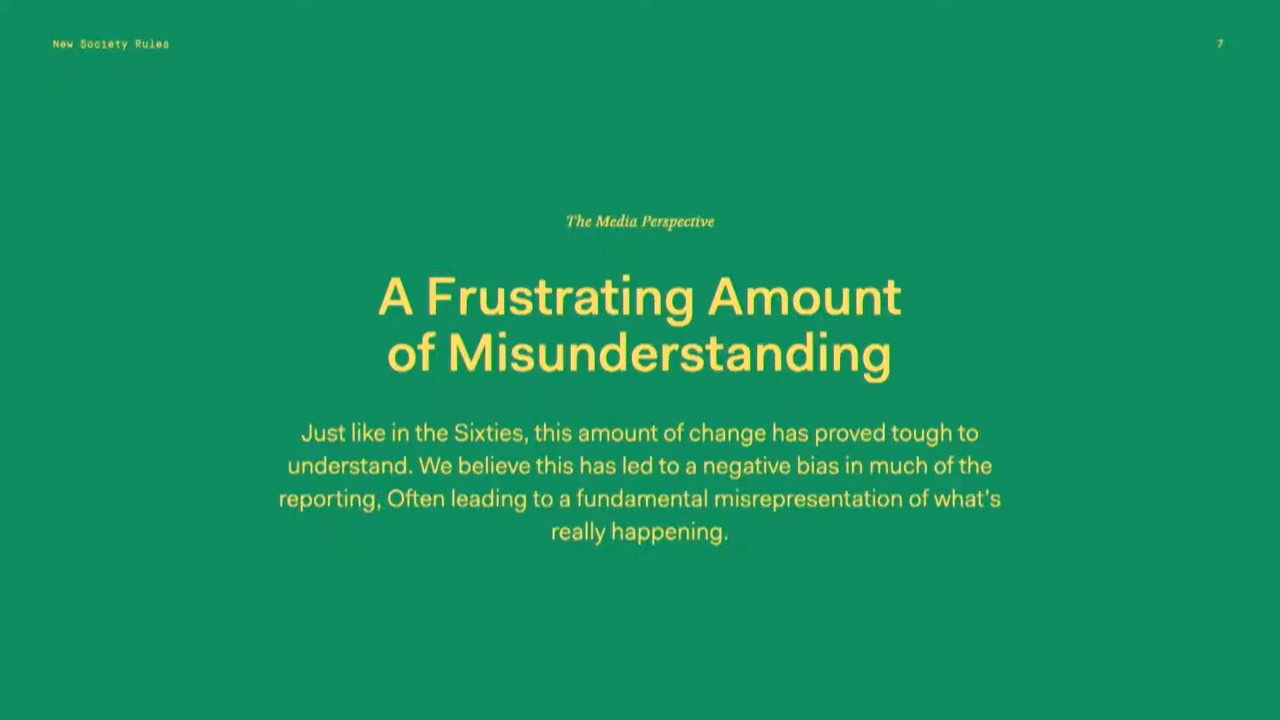 New Society Rules
7
The Media Perspective
A Frustrating Amount
of Misunderstanding
Just like in the Sixties, this amount of change has proved tough to
understand. We believe this has led to a negative bias in much of the
reporting, Often leading to a fundamental misrepresentation of what's
really happening.